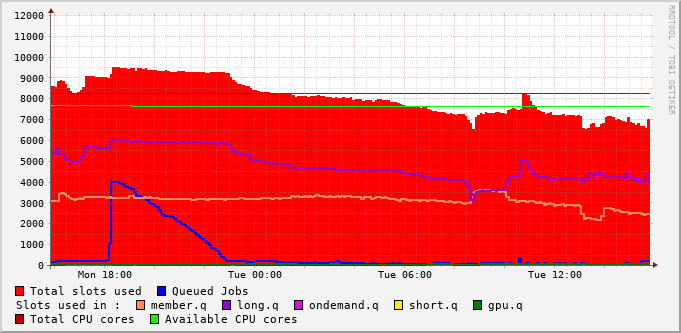 12000
11000
10000
9000
8000
7000
6000
5000
4000
3000
2000
1000
0
Mon 18:00 Tue 00:00 Tue 06:00 Tue 12:00
Total slots used Queued Jobs
Slots used in : member.q long.q ondemand.q short.q gpu.q
Total CPU cores Available CPU cores
RRDTOOL / TOBI OETIKER